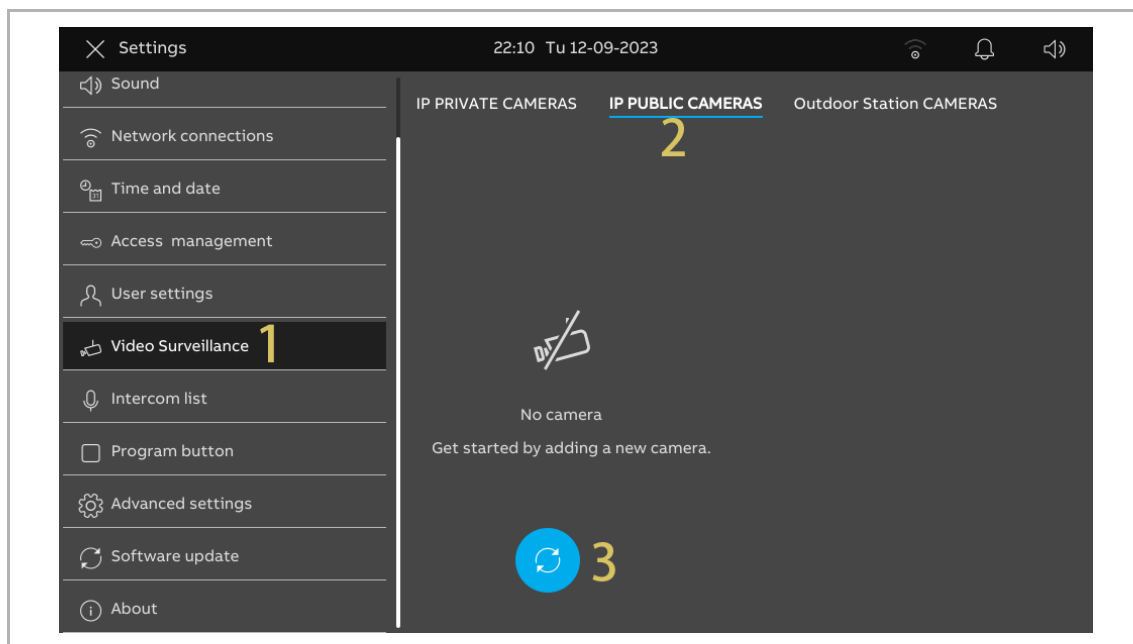 Settings
22:10 Tu 12-09-2023
Sound
Network connections
Time and date
Access management
User settings
Video Surveillance 1
Intercom list
Program button
Advanced settings
Software update
About
IP PRIVATE CAMERAS IP PUBLIC CAMERAS Outdoor Station CAMERAS
2
No camera
Get started by adding a new camera.
3